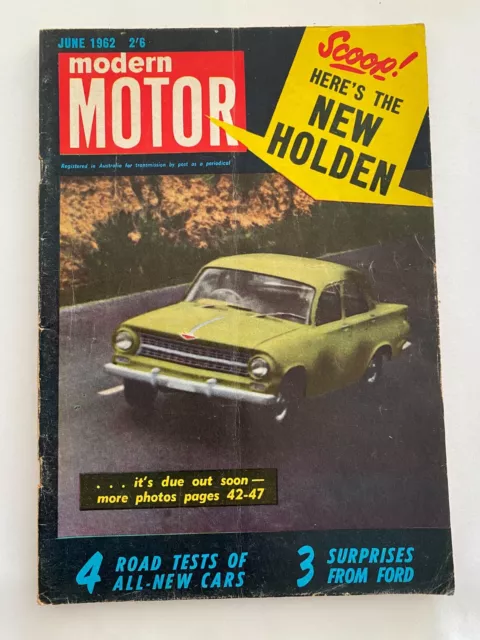 JUNE 1962 2'6
modern
MOTOR
Registered in Australia for transmission by post as a periodical
Scoop!
HERE'S THE
NEW
HOLDEN
. . . it's due out soon—
more photos pages 42-47
4 ROAD TESTS OF
ALL-NEW CARS
3 SURPRISES
FROM FORD